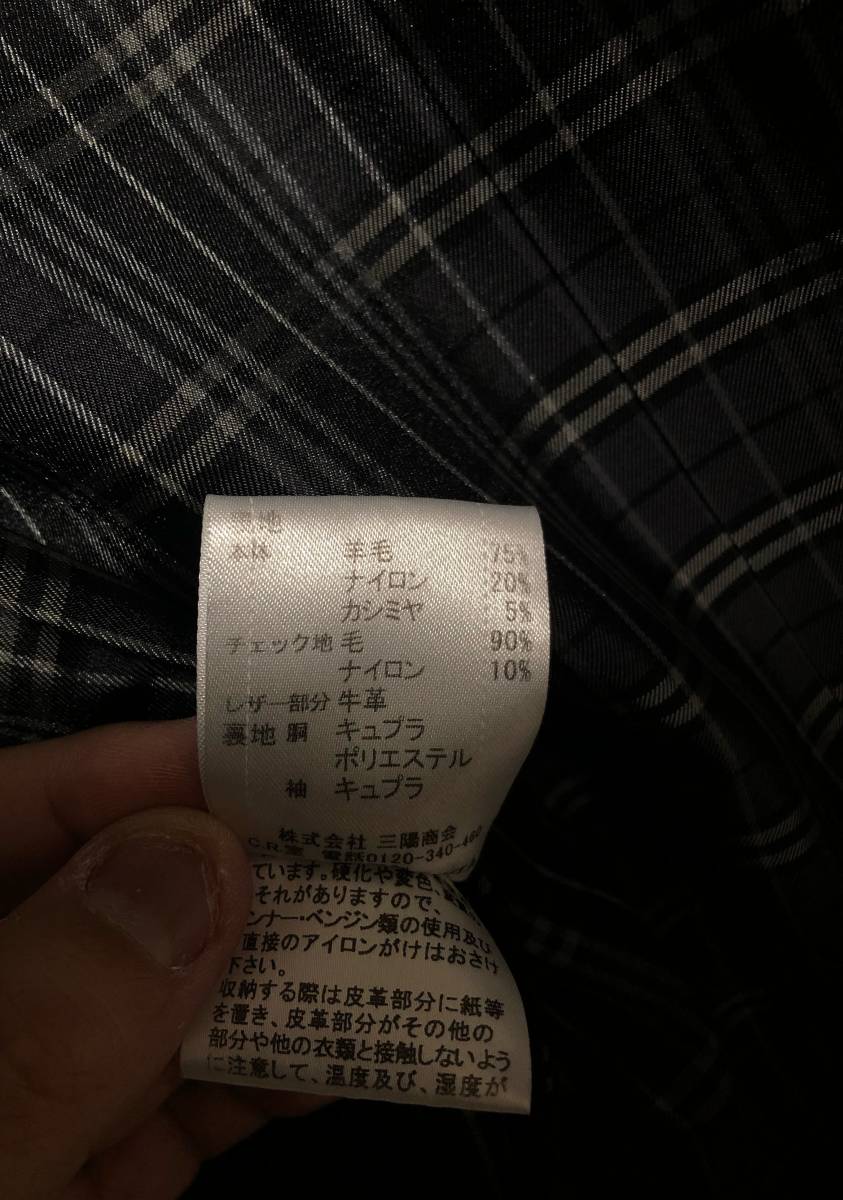 表地
本体 羊毛 75%
ナイロン 20%
カシミヤ 5%
チェック地 毛 90%
ナイロン 10%
レザー部分 牛革
裏地 胴 キュプラ
ポリエステル
袖 キュプラ
株式会社 三陽商会
C.R室 電話0120-340-460
ています。硬化や変色、
それがありますので、
ンナー・ベンジン類の使用及び
直接のアイロンがけはおさけ
下さい。
収納する際は皮革部分に紙等
を置き、皮革部分がその他の
部分や他の衣類と接触しないよう
に注意して、温度及び、湿度が